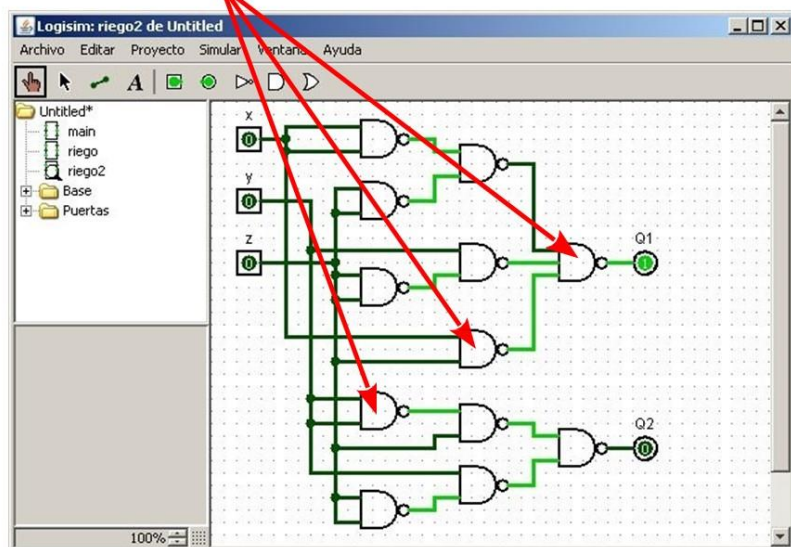 Logisim: riego2 de Untitled
Archivo Editar Proyecto Simular Ventana Ayuda
A
Untitled*
main
riego
riego2
Base
Puertas
x
0
y
0
z
0
Q1
1
Q2
0
100%